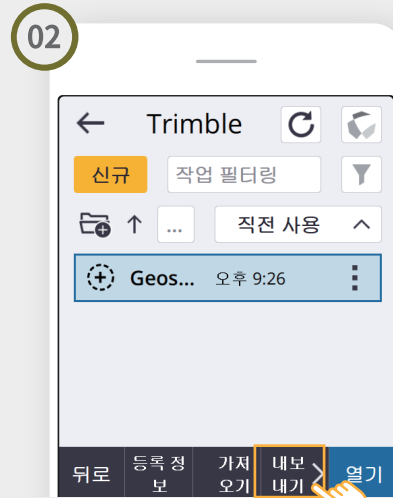 02
Trimble
신규 작업 필터링
... 직전 사용
Geos... 오후 9:26
뒤로 등록 정보 가져오기 내보내기 열기